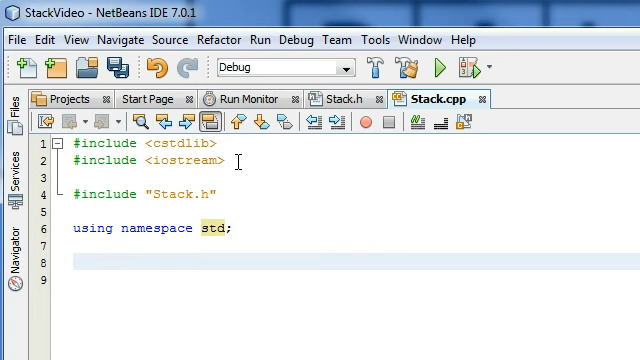 StackVideo - NetBeans IDE 7.0.1
File Edit View Navigate Source Refactor Run Debug Team Tools Window Help
Debug
Projects Start Page Run Monitor Stack.h Stack.cpp
Files
Services
Navigator
1 #include <cstdlib>
2 #include <iostream>
3
4 #include "Stack.h"
5
6 using namespace std;
7
8
9